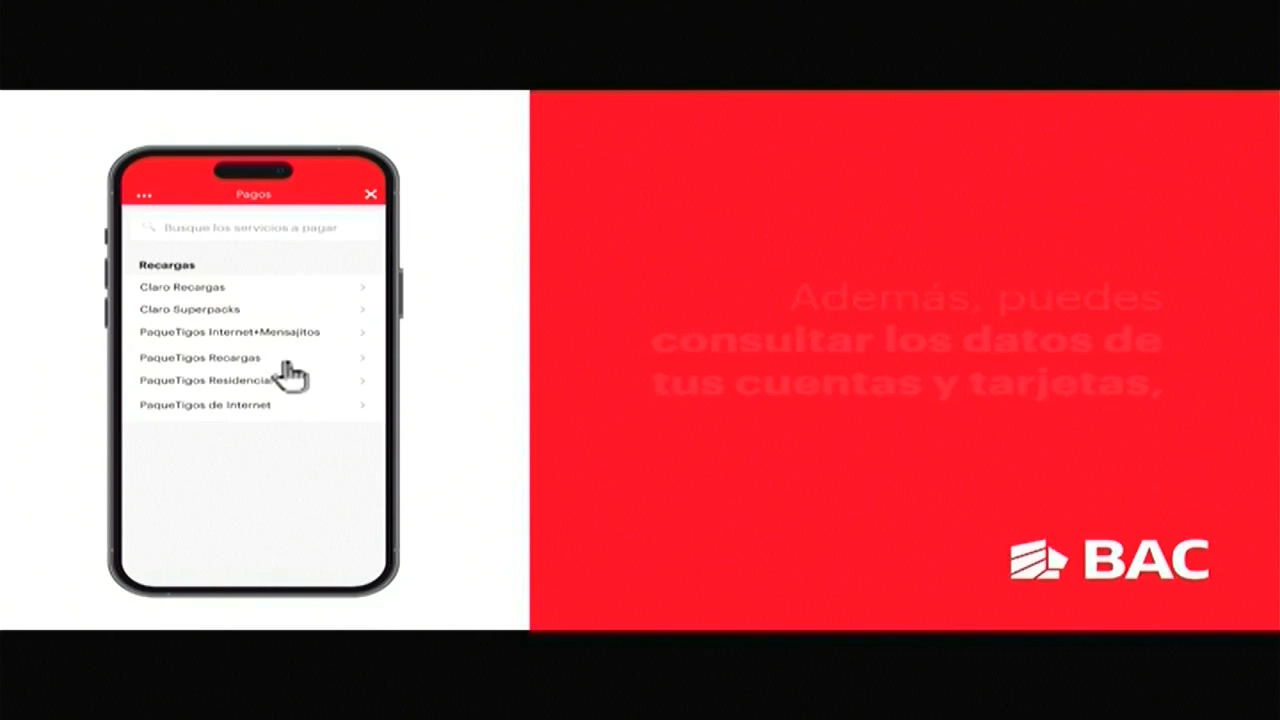 Pagos
Busque los servicios a pagar
Recargas
Claro Recargas
Claro Superpacks
PaqueTigos Internet+Mensajitos
PaqueTigos Recargas
PaqueTigos Residencial
PaqueTigos de Internet
Además, puedes
consultar los datos de
tus cuentas y tarjetas,
BAC